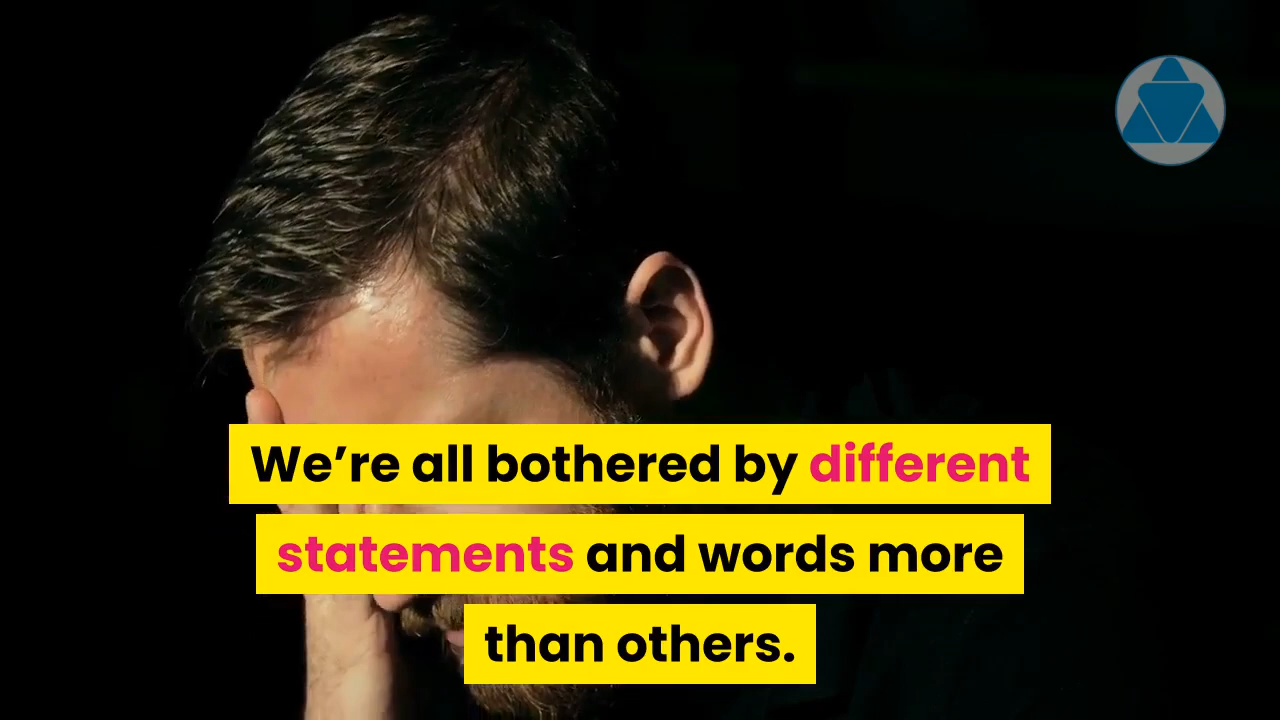 We’re all bothered by different
statements and words more
than others.